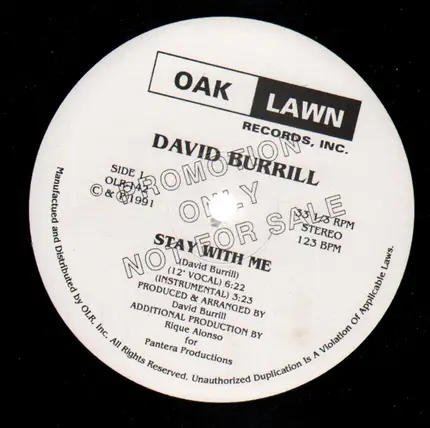 OAK LAWN
RECORDS, INC.
DAVID BURRILL
PROMOTION
ONLY
NOT FOR SALE
SIDE 1
© & ℗ 1991
33 1/3 RPM
STEREO
123 BPM
STAY WITH ME
(David Burrill)
(12" VOCAL) 6:22
(INSTRUMENTAL) 3:23
PRODUCED & ARRANGED BY
David Burrill
ADDITIONAL PRODUCTION BY
Rique Alonso
for
Pantera Productions
Manufactued and Distributed by OLR, Inc. All Rights Reserved. Unauthorized Duplication Is A Violation Of Applicable Laws.